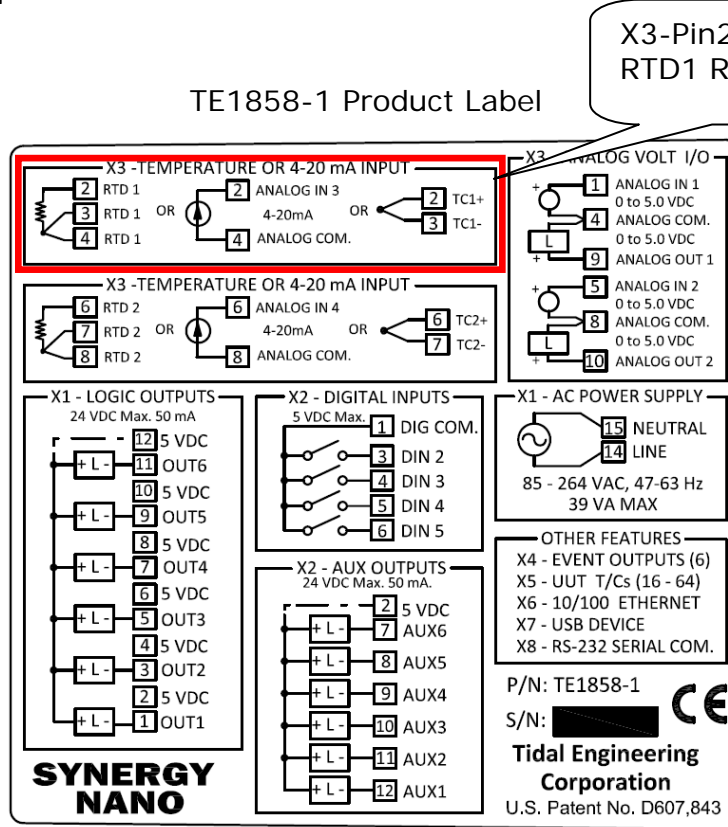 X3-Pin2
RTD1 R
TE1858-1 Product Label
X3 -TEMPERATURE OR 4-20 mA INPUT
2 RTD 1
3 RTD 1
4 RTD 1
OR
2 ANALOG IN 3
4-20mA
4 ANALOG COM.
OR
2 TC1+
3 TC1-
X3 -TEMPERATURE OR 4-20 mA INPUT
6 RTD 2
7 RTD 2
8 RTD 2
OR
6 ANALOG IN 4
4-20mA
8 ANALOG COM.
OR
6 TC2+
7 TC2-
X3 ANALOG VOLT I/O
+ 1 ANALOG IN 1
0 to 5.0 VDC
4 ANALOG COM.
L 0 to 5.0 VDC
+ 9 ANALOG OUT 1
+ 5 ANALOG IN 2
0 to 5.0 VDC
8 ANALOG COM.
L 0 to 5.0 VDC
+ 10 ANALOG OUT 2
X1 - LOGIC OUTPUTS
24 VDC Max. 50 mA
12 5 VDC
+ L - 11 OUT6
10 5 VDC
+ L - 9 OUT5
8 5 VDC
+ L - 7 OUT4
6 5 VDC
+ L - 5 OUT3
4 5 VDC
+ L - 3 OUT2
2 5 VDC
+ L - 1 OUT1
SYNERGY
NANO
X2 - DIGITAL INPUTS
5 VDC Max.
1 DIG COM.
3 DIN 2
4 DIN 3
5 DIN 4
6 DIN 5
X2 - AUX OUTPUTS
24 VDC Max. 50 mA.
2 5 VDC
+ L - 7 AUX6
+ L - 8 AUX5
+ L - 9 AUX4
+ L - 10 AUX3
+ L - 11 AUX2
+ L - 12 AUX1
X1 - AC POWER SUPPLY
15 NEUTRAL
14 LINE
85 - 264 VAC, 47-63 Hz
39 VA MAX
OTHER FEATURES
X4 - EVENT OUTPUTS (6)
X5 - UUT T/Cs (16 - 64)
X6 - 10/100 ETHERNET
X7 - USB DEVICE
X8 - RS-232 SERIAL COM.
P/N: TE1858-1
S/N:
CE
Tidal Engineering
Corporation
U.S. Patent No. D607,843